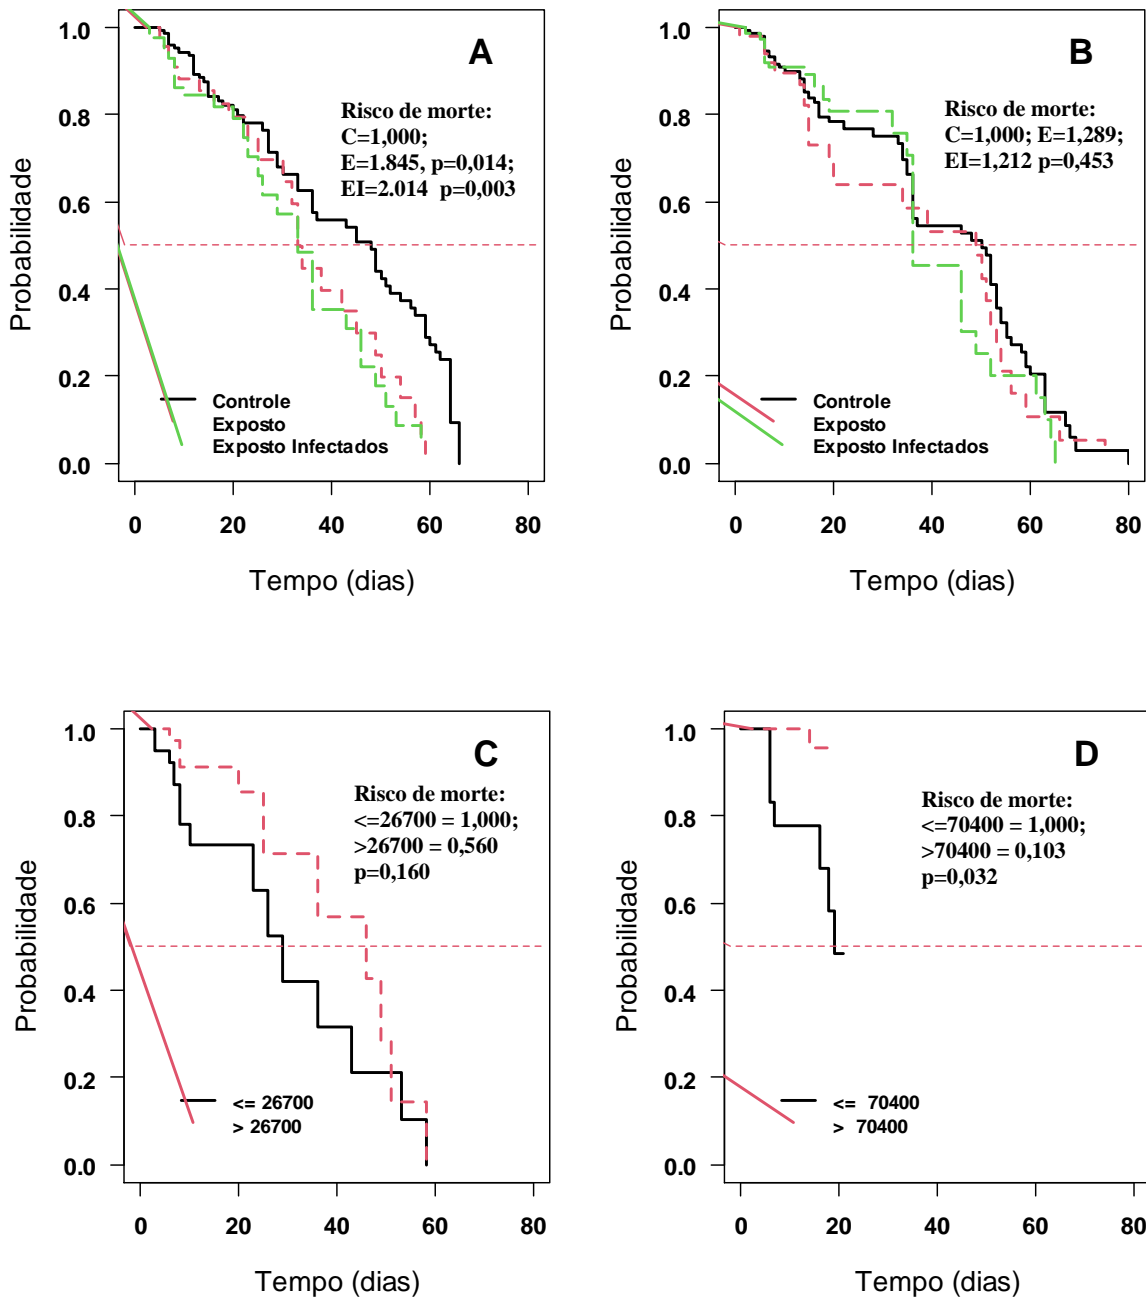 A
Risco de morte:
C=1,000;
E=1.845, p=0,014;
EI=2.014  p=0,003
Probabilidade
1.0
0.8
0.6
0.4
0.2
0.0
Controle
Exposto
Exposto Infectados
0 20 40 60 80
Tempo (dias)
B
Risco de morte:
C=1,000; E=1,289;
EI=1,212 p=0,453
Probabilidade
1.0
0.8
0.6
0.4
0.2
0.0
Controle
Exposto
Exposto Infectados
0 20 40 60 80
Tempo (dias)
C
Risco de morte:
<=26700 = 1,000;
>26700 = 0,560
p=0,160
Probabilidade
1.0
0.8
0.6
0.4
0.2
0.0
<= 26700
> 26700
0 20 40 60 80
Tempo (dias)
D
Risco de morte:
<=70400 = 1,000;
>70400 = 0,103
p=0,032
Probabilidade
1.0
0.8
0.6
0.4
0.2
0.0
<=  70400
>  70400
0 20 40 60 80
Tempo (dias)